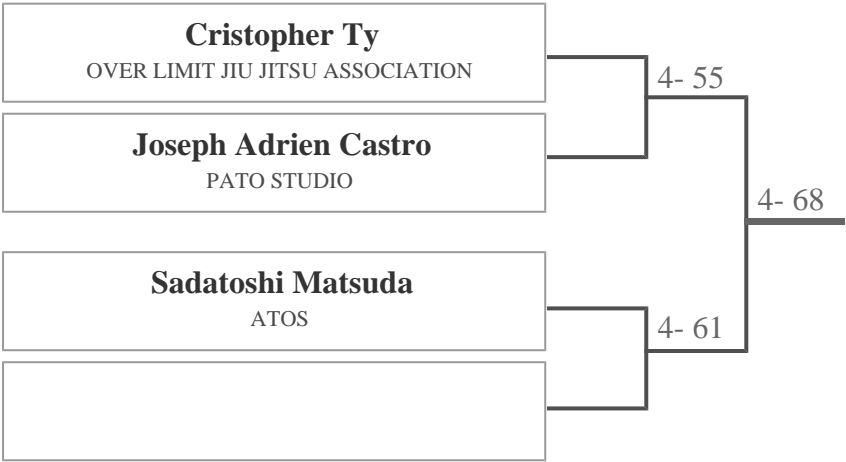 Cristopher Ty
OVER LIMIT JIU JITSU ASSOCIATION
4- 55
Joseph Adrien Castro
PATO STUDIO
4- 68
Sadatoshi Matsuda
ATOS
4- 61